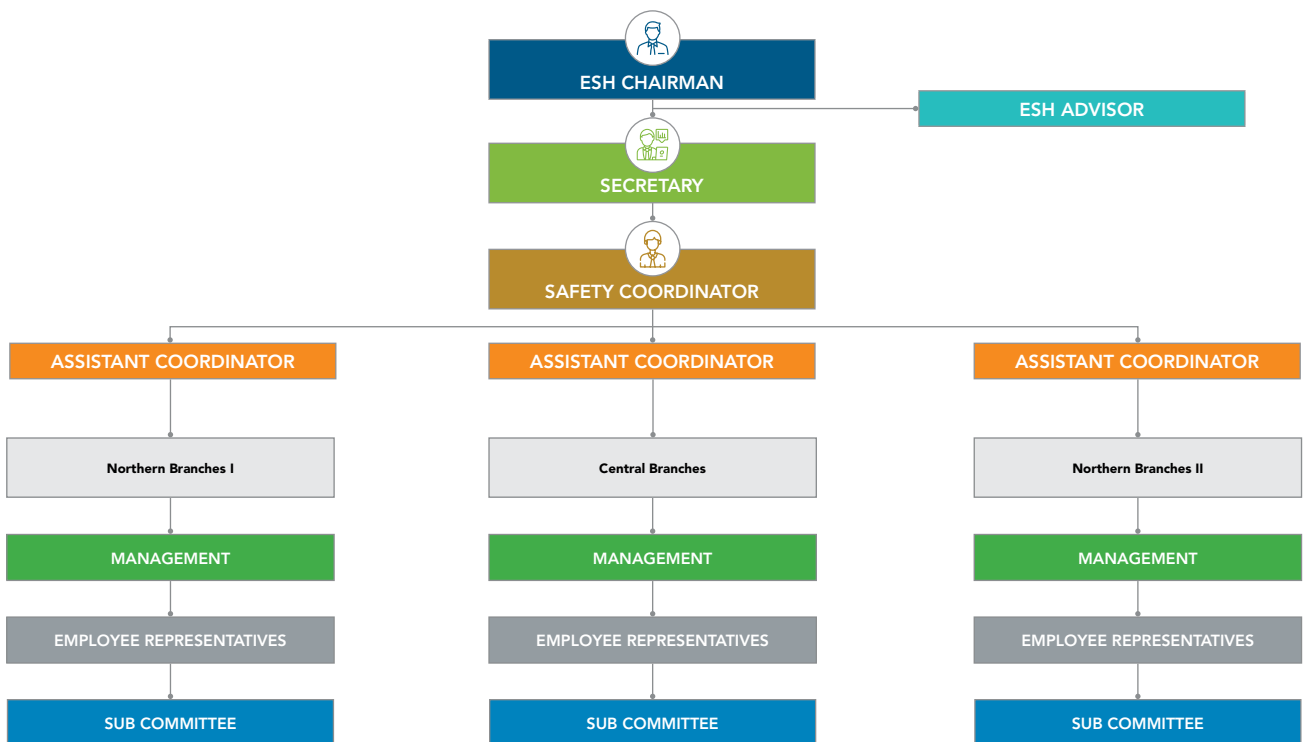 ESH CHAIRMAN
ESH ADVISOR
SECRETARY
SAFETY COORDINATOR
ASSISTANT COORDINATOR
ASSISTANT COORDINATOR
ASSISTANT COORDINATOR
Northern Branches I
Central Branches
Northern Branches II
MANAGEMENT
MANAGEMENT
MANAGEMENT
EMPLOYEE REPRESENTATIVES
EMPLOYEE REPRESENTATIVES
EMPLOYEE REPRESENTATIVES
SUB COMMITTEE
SUB COMMITTEE
SUB COMMITTEE